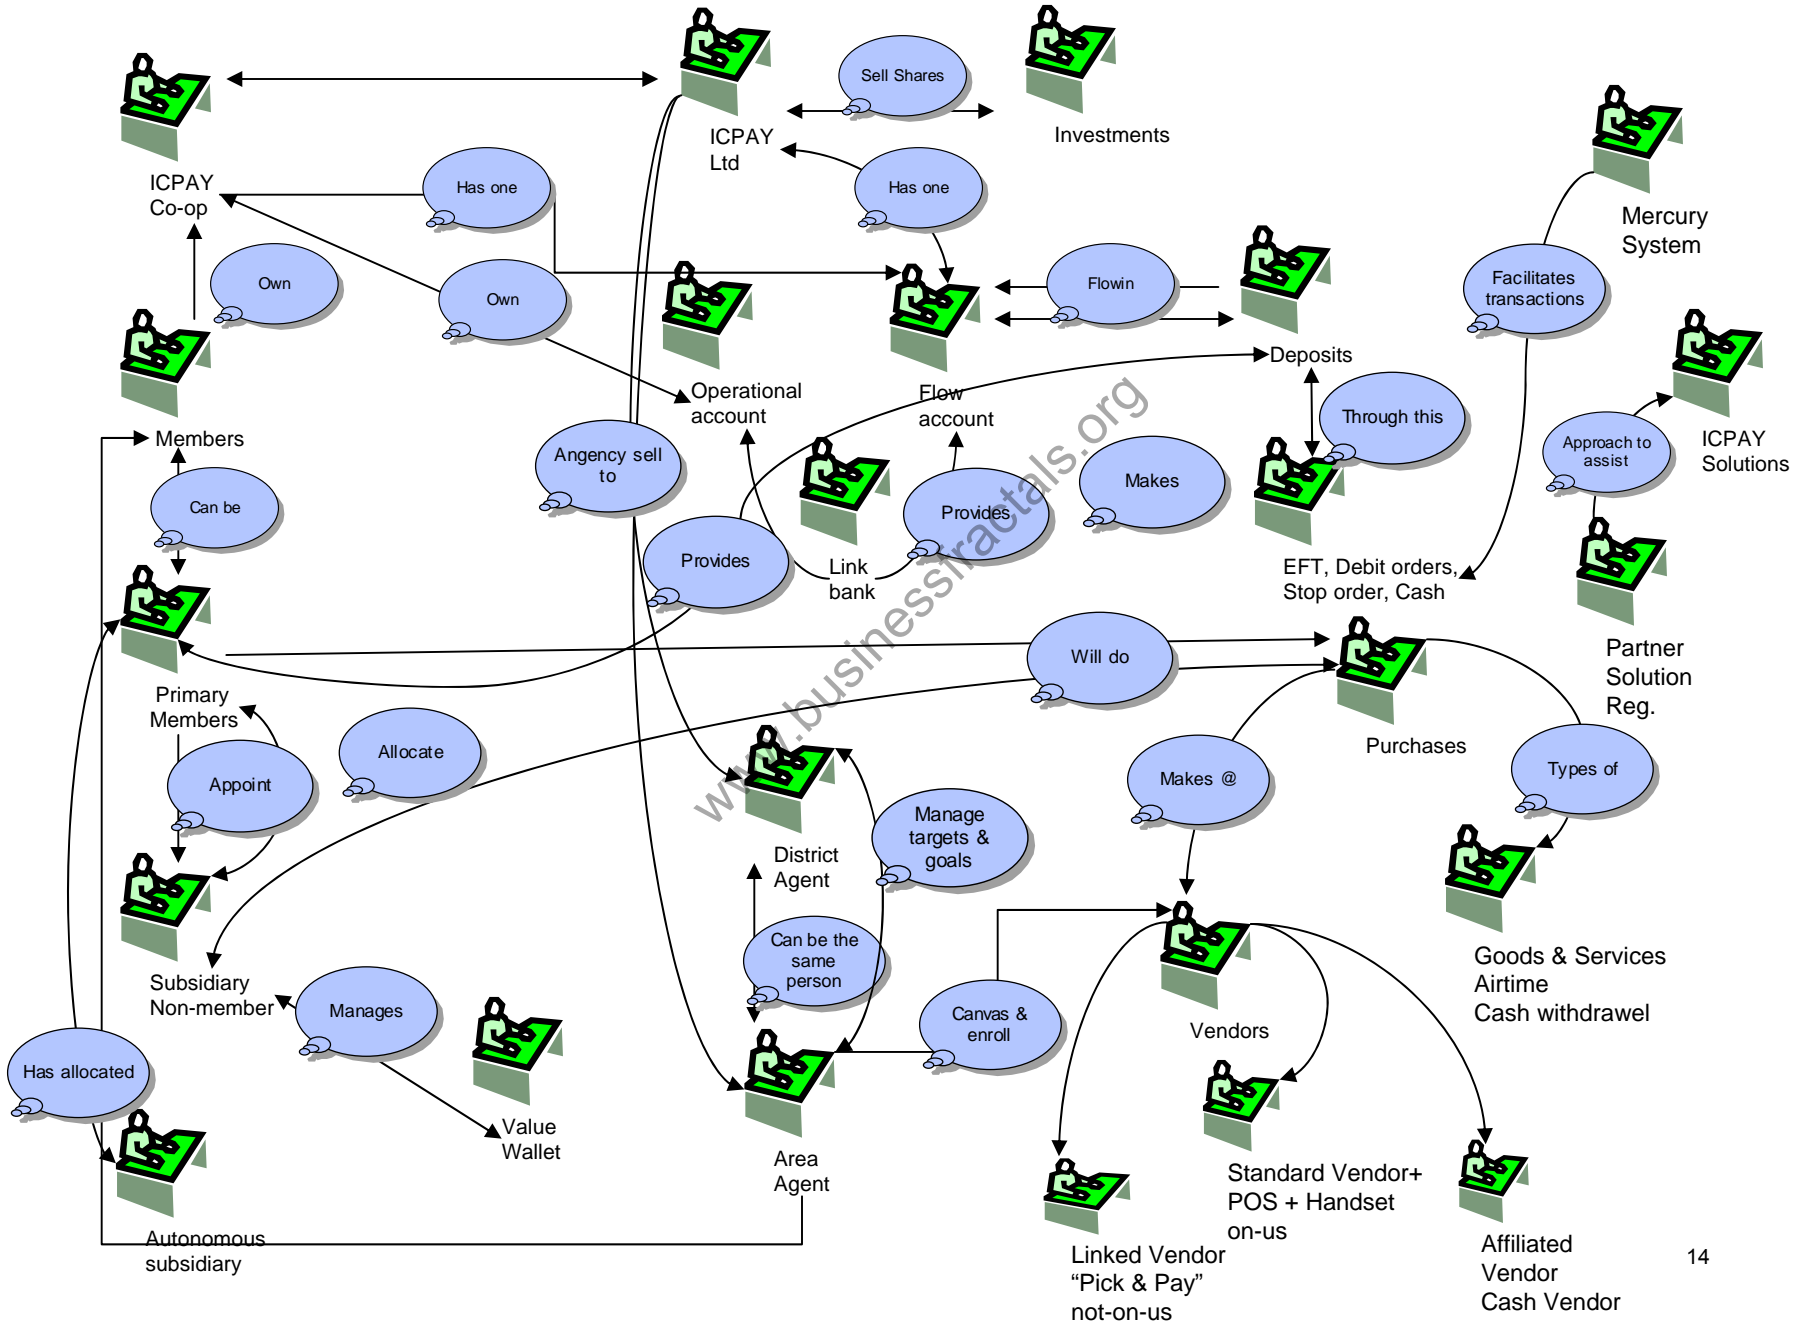 Sell Shares
ICPAY
Ltd
Investments
ICPAY
Co-op
Has one
Has one
Mercury
System
Own
Own
Flowin
Facilitates
transactions
Deposits
Operational
account
Flow
account
Members
Angency sell
to
Through this
Approach to
assist
ICPAY
Solutions
Can be
Makes
Provides
Provides
Link
bank
EFT, Debit orders,
Stop order, Cash
www.businessfractals.org
Will do
Partner
Solution
Reg.
Primary
Members
Purchases
Allocate
Appoint
Makes @
Types of
Manage
targets &
goals
District
Agent
Can be the
same
person
Subsidiary
Non-member
Manages
Canvas &
enroll
Vendors
Goods & Services
Airtime
Cash withdrawel
Has allocated
Value
Wallet
Area
Agent
Standard Vendor+
POS + Handset
on-us
Autonomous
subsidiary
Linked Vendor
“Pick & Pay”
not-on-us
Affiliated
Vendor
Cash Vendor
14